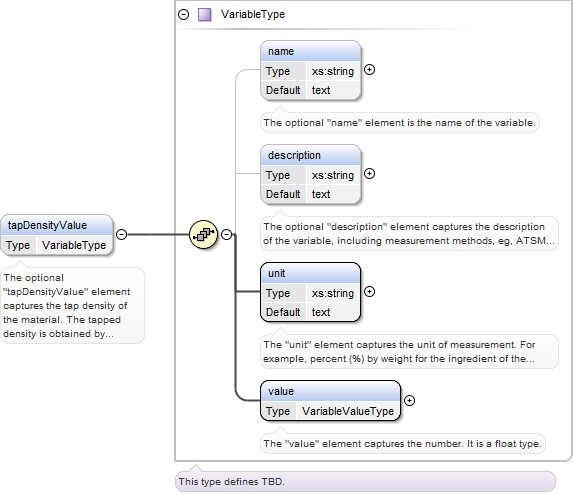 VariableType
name
Type xs:string
Default text
The optional "name" element is the name of the variable.
description
Type xs:string
Default text
The optional "description" element captures the description
of the variable, including measurement methods, eg, ATSM...
tapDensityValue
Type VariableType
The optional
"tapDensityValue" element
captures the tap density of
the material. The tapped
density is obtained by...
unit
Type xs:string
Default text
The "unit" element captures the unit of measurement. For
example, percent (%) by weight for the ingredient of the...
value
Type VariableValueType
The "value" element captures the number. It is a float type.
This type defines TBD.